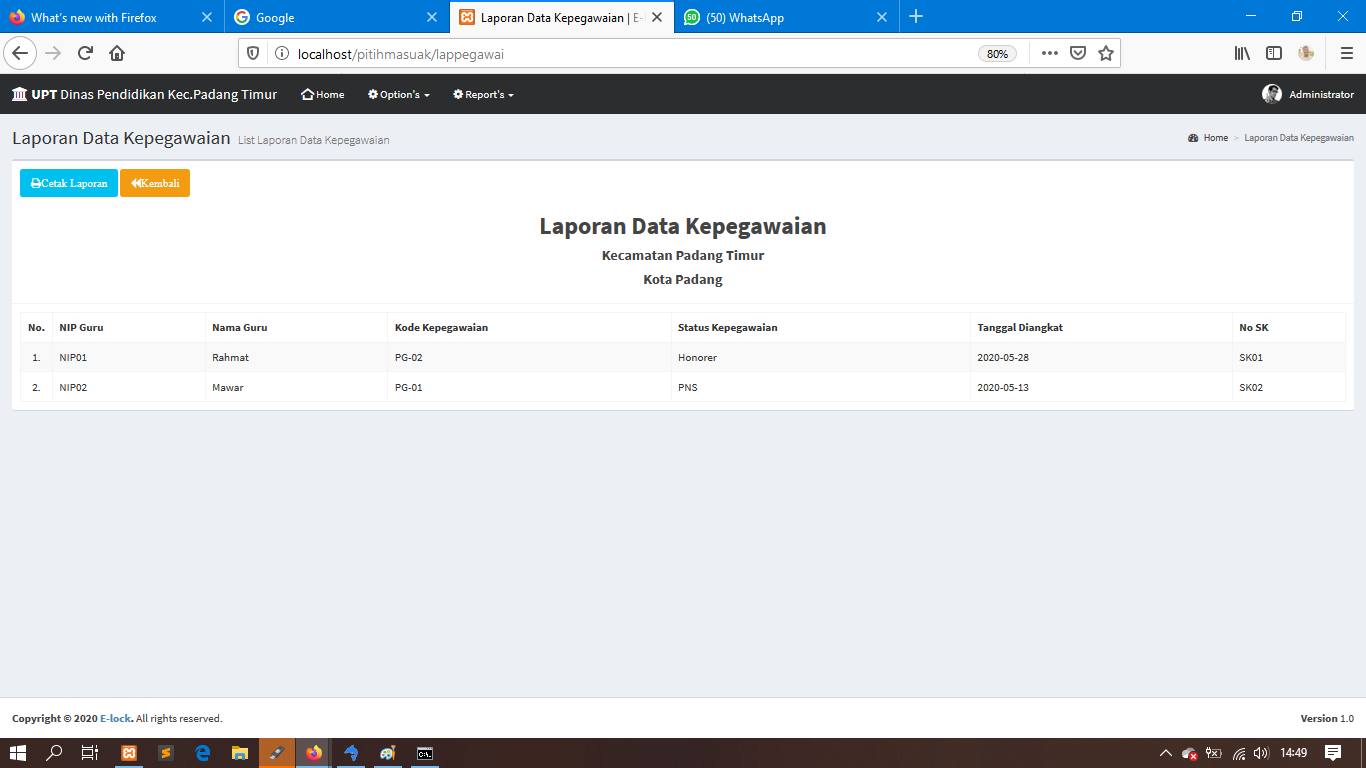 What's new with Firefox
Google
Laporan Data Kepegawaian | E-
50 (50) WhatsApp
localhost/pitihmasuak/lappegawai 80%
UPT Dinas Pendidikan Kec.Padang Timur Home Option's Report's Administrator
Laporan Data Kepegawaian List Laporan Data Kepegawaian Home > Laporan Data Kepegawaian
Cetak Laporan Kembali
Laporan Data Kepegawaian
Kecamatan Padang Timur
Kota Padang
No. NIP Guru Nama Guru Kode Kepegawaian Status Kepegawaian Tanggal Diangkat No SK
1. NIP01 Rahmat PG-02 Honorer 2020-05-28 SK01
2. NIP02 Mawar PG-01 PNS 2020-05-13 SK02
Copyright © 2020 E-lock. All rights reserved. Version 1.0
14:49